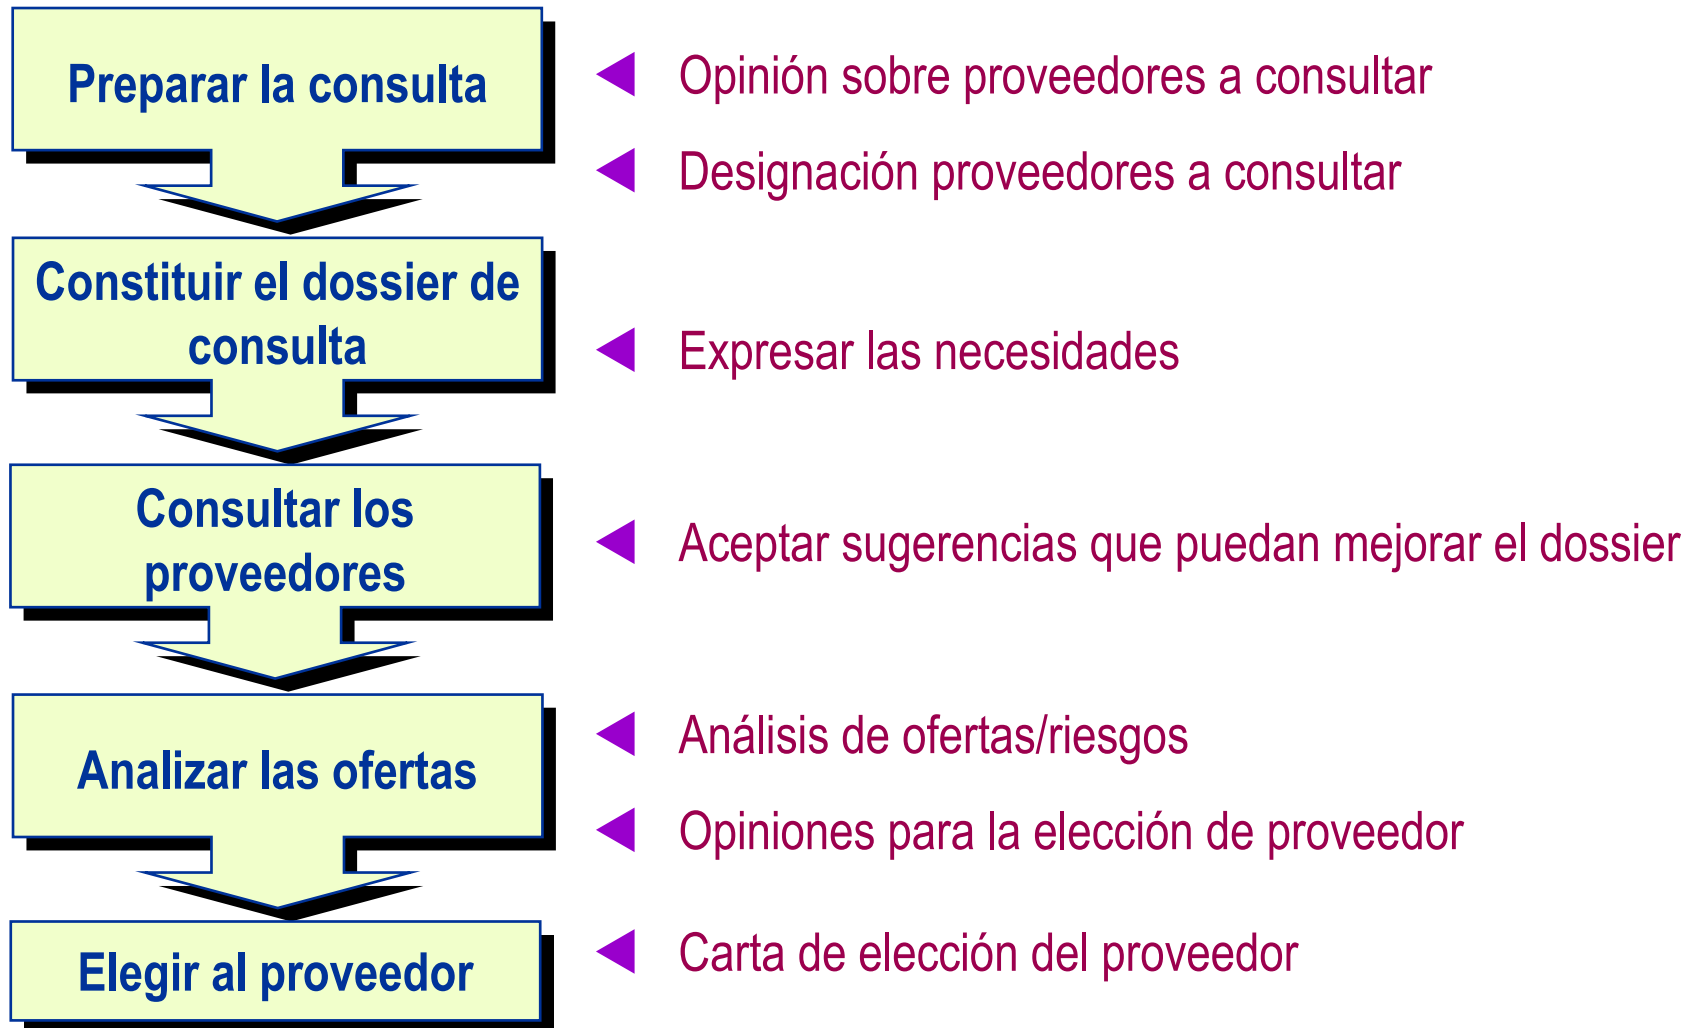 Preparar la consulta
Opinión sobre proveedores a consultar
Designación proveedores a consultar
Constituir el dossier de
consulta
Expresar las necesidades
Consultar los
proveedores
Aceptar sugerencias que puedan mejorar el dossier
Analizar las ofertas
Análisis de ofertas/riesgos
Opiniones para la elección de proveedor
Elegir al proveedor
Carta de elección del proveedor